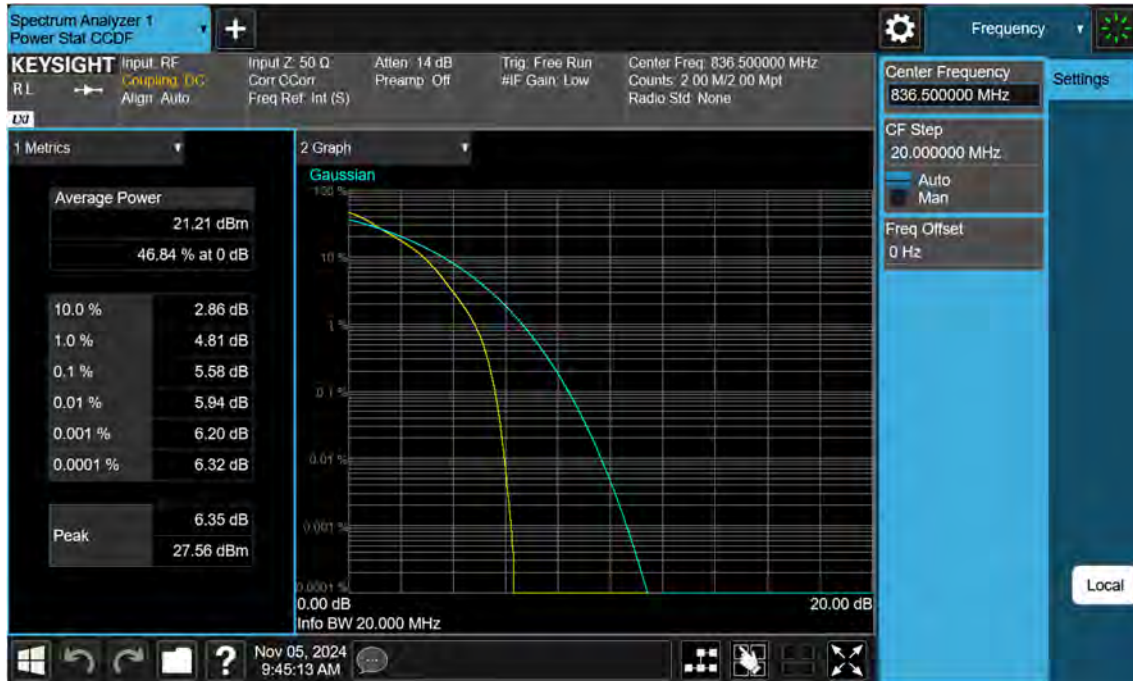 Spectrum Analyzer 1
Power Stat CCDF
Frequency
KEYSIGHT
RL
LXI
Input: RF
Coupling: DC
Align: Auto
Input Z: 50 Ω
Corr CCorr
Freq Ref: Int (S)
Atten: 14 dB
Preamp: Off
Trig: Free Run
#IF Gain: Low
Center Freq: 836.500000 MHz
Counts: 2.00 M/2.00 Mpt
Radio Std: None
Center Frequency
836.500000 MHz
Settings
CF Step
20.000000 MHz
Auto
Man
Freq Offset
0 Hz
Local
1 Metrics
Average Power
21.21 dBm
46.84 % at 0 dB
10.0 % 2.86 dB
1.0 % 4.81 dB
0.1 % 5.58 dB
0.01 % 5.94 dB
0.001 % 6.20 dB
0.0001 % 6.32 dB
Peak
6.35 dB
27.56 dBm
2 Graph
Gaussian
100 %
10 %
1 %
0.1 %
0.01 %
0.001 %
0.0001 %
0.00 dB 20.00 dB
Info BW 20.000 MHz
?
Nov 05, 2024
9:45:13 AM